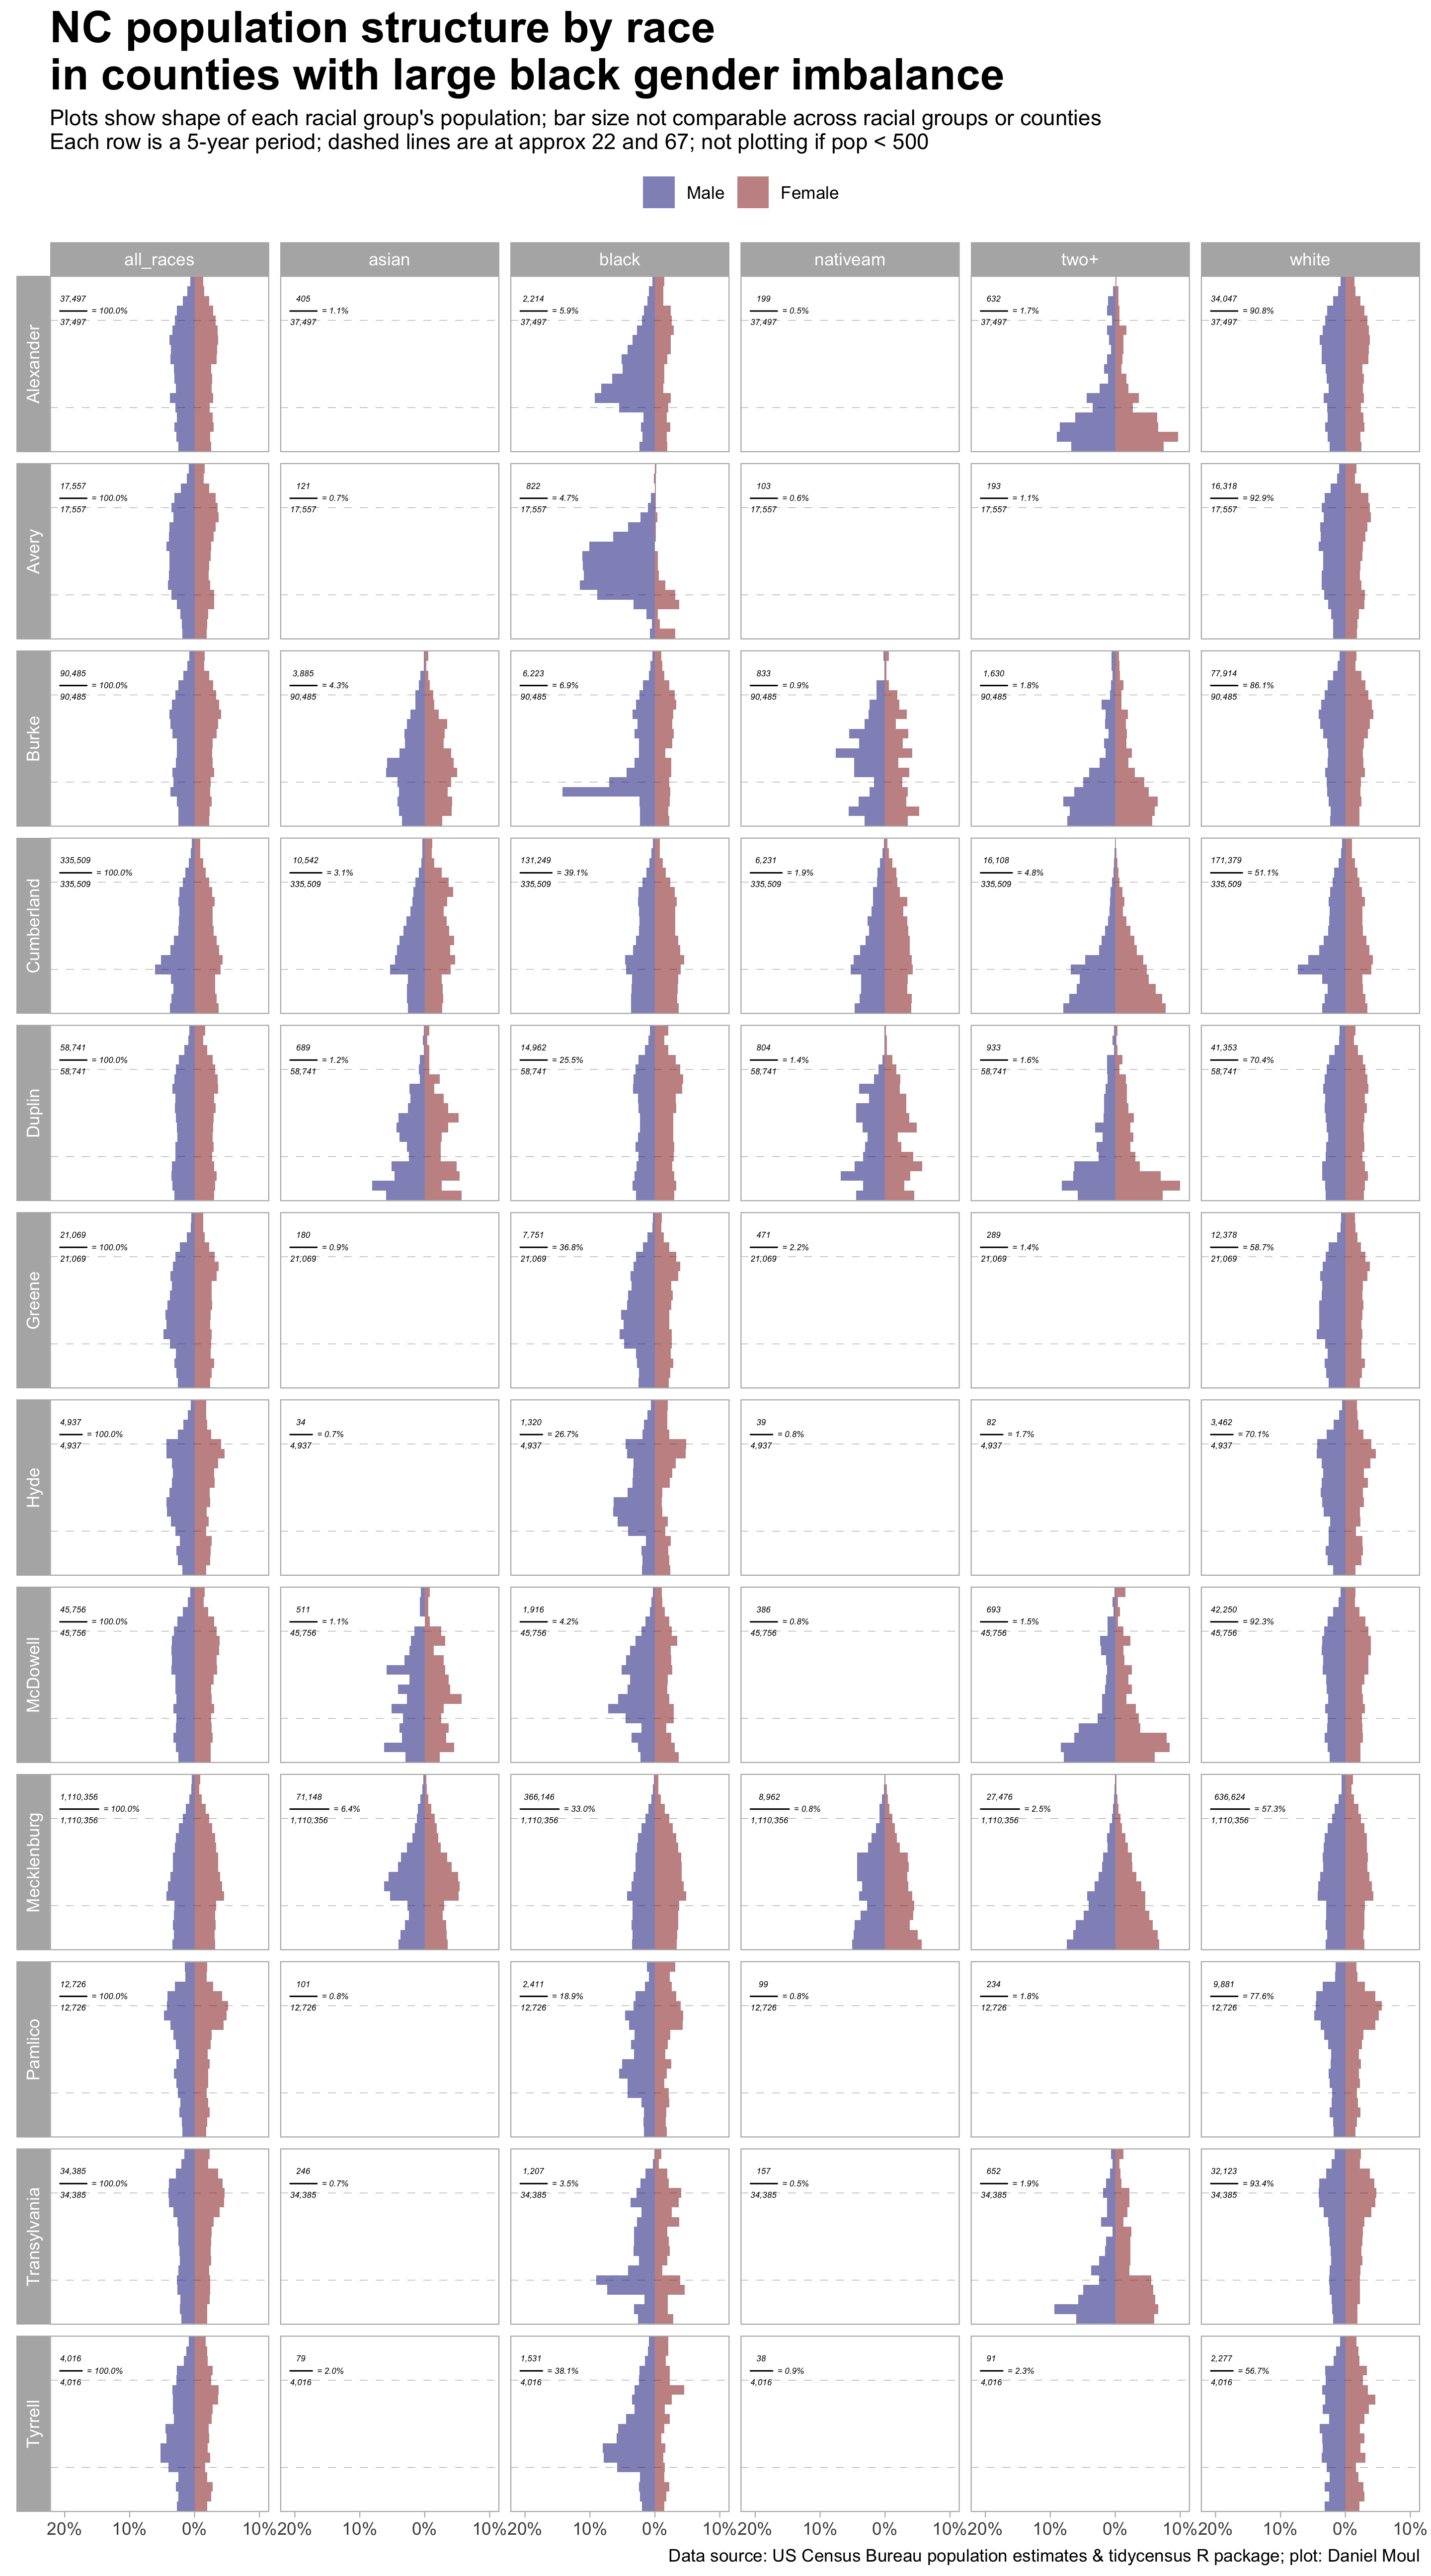 NC population structure by race
in counties with large black gender imbalance
Plots show shape of each racial group's population; bar size not comparable across racial groups or counties
Each row is a 5-year period; dashed lines are at approx 22 and 67; not plotting if pop < 500
Male Female
all_races asian black nativeam two+ white
Alexander
37,497 405 2,214 199 632 34,047
= 100.0% = 1.1% = 5.9% = 0.5% = 1.7% = 90.8%
37,497 37,497 37,497 37,497 37,497 37,497
Avery
17,557 121 822 103 193 16,318
= 100.0% = 0.7% = 4.7% = 0.6% = 1.1% = 92.9%
17,557 17,557 17,557 17,557 17,557 17,557
Burke
90,485 3,885 6,223 833 1,630 77,914
= 100.0% = 4.3% = 6.9% = 0.9% = 1.8% = 86.1%
90,485 90,485 90,485 90,485 90,485 90,485
Cumberland
335,509 10,542 131,249 6,231 16,108 171,379
= 100.0% = 3.1% = 39.1% = 1.9% = 4.8% = 51.1%
335,509 335,509 335,509 335,509 335,509 335,509
Duplin
58,741 689 14,962 804 933 41,353
= 100.0% = 1.2% = 25.5% = 1.4% = 1.6% = 70.4%
58,741 58,741 58,741 58,741 58,741 58,741
Greene
21,069 180 7,751 471 289 12,378
= 100.0% = 0.9% = 36.8% = 2.2% = 1.4% = 58.7%
21,069 21,069 21,069 21,069 21,069 21,069
Hyde
4,937 34 1,320 39 82 3,462
= 100.0% = 0.7% = 26.7% = 0.8% = 1.7% = 70.1%
4,937 4,937 4,937 4,937 4,937 4,937
McDowell
45,756 511 1,916 386 693 42,250
= 100.0% = 1.1% = 4.2% = 0.8% = 1.5% = 92.3%
45,756 45,756 45,756 45,756 45,756 45,756
Mecklenburg
1,110,356 71,148 366,146 8,962 27,476 636,624
= 100.0% = 6.4% = 33.0% = 0.8% = 2.5% = 57.3%
1,110,356 1,110,356 1,110,356 1,110,356 1,110,356 1,110,356
Pamlico
12,726 101 2,411 99 234 9,881
= 100.0% = 0.8% = 18.9% = 0.8% = 1.8% = 77.6%
12,726 12,726 12,726 12,726 12,726 12,726
Transylvania
34,385 246 1,207 157 652 32,123
= 100.0% = 0.7% = 3.5% = 0.5% = 1.9% = 93.4%
34,385 34,385 34,385 34,385 34,385 34,385
Tyrrell
4,016 79 1,531 38 91 2,277
= 100.0% = 2.0% = 38.1% = 0.9% = 2.3% = 56.7%
4,016 4,016 4,016 4,016 4,016 4,016
20% 10% 0% 10% 20% 10% 0% 10% 20% 10% 0% 10% 20% 10% 0% 10% 20% 10% 0% 10% 20% 10% 0% 10%
Data source: US Census Bureau population estimates & tidycensus R package; plot: Daniel Moul